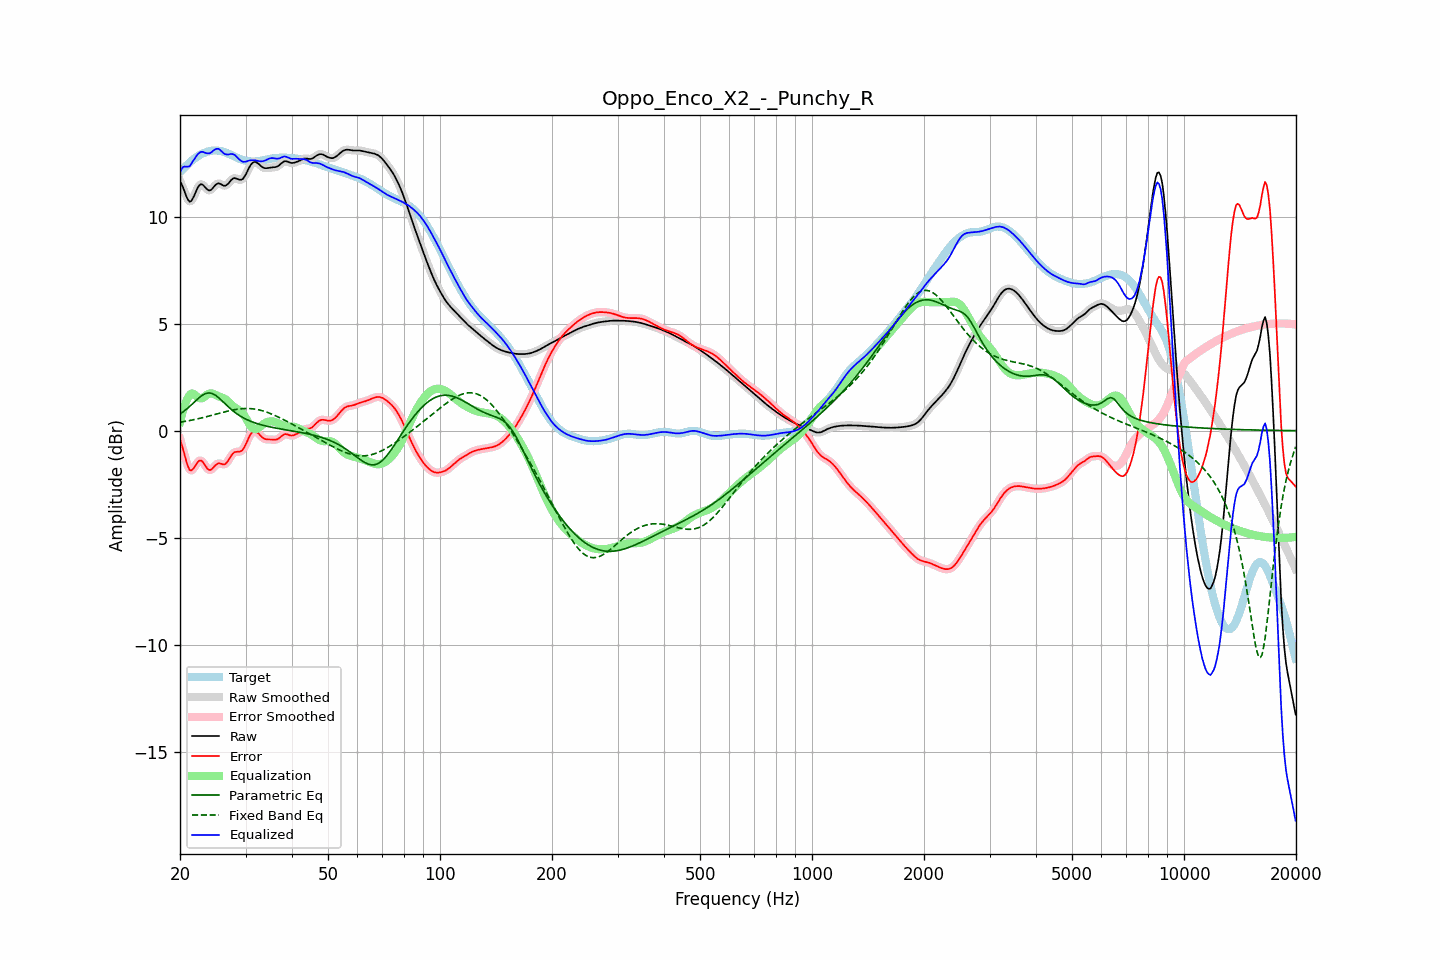 Oppo_Enco_X2_-_Punchy_R
Amplitude (dBr)
10
5
0
−5
−10
−15
Target
Raw Smoothed
Error Smoothed
Raw
Error
Equalization
Parametric Eq
Fixed Band Eq
Equalized
20 50 100 200 500 1000 2000 5000 10000 20000
Frequency (Hz)